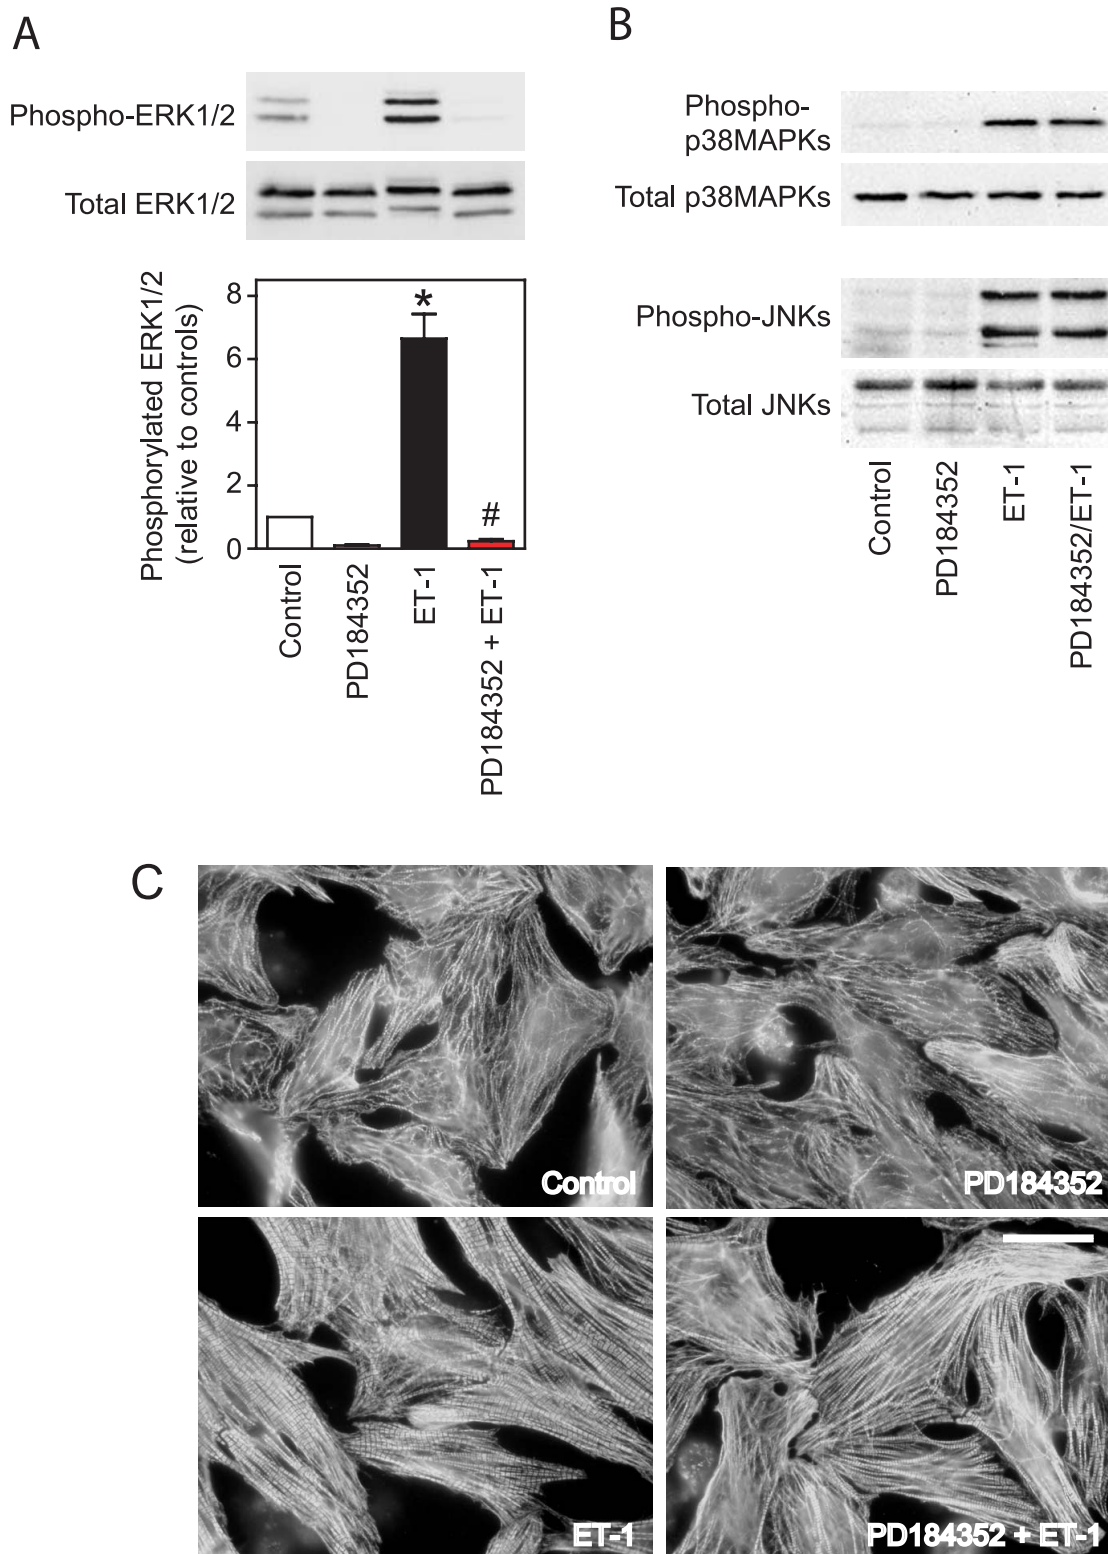 A
Phospho-ERK1/2
Total ERK1/2
Phosphorylated ERK1/2
(relative to controls)
8
6
4
2
0
*
#
Control
PD184352
ET-1
PD184352 + ET-1
B
Phospho-
p38MAPKs
Total p38MAPKs
Phospho-JNKs
Total JNKs
Control
PD184352
ET-1
PD184352/ET-1
C
Control
PD184352
ET-1
PD184352 + ET-1